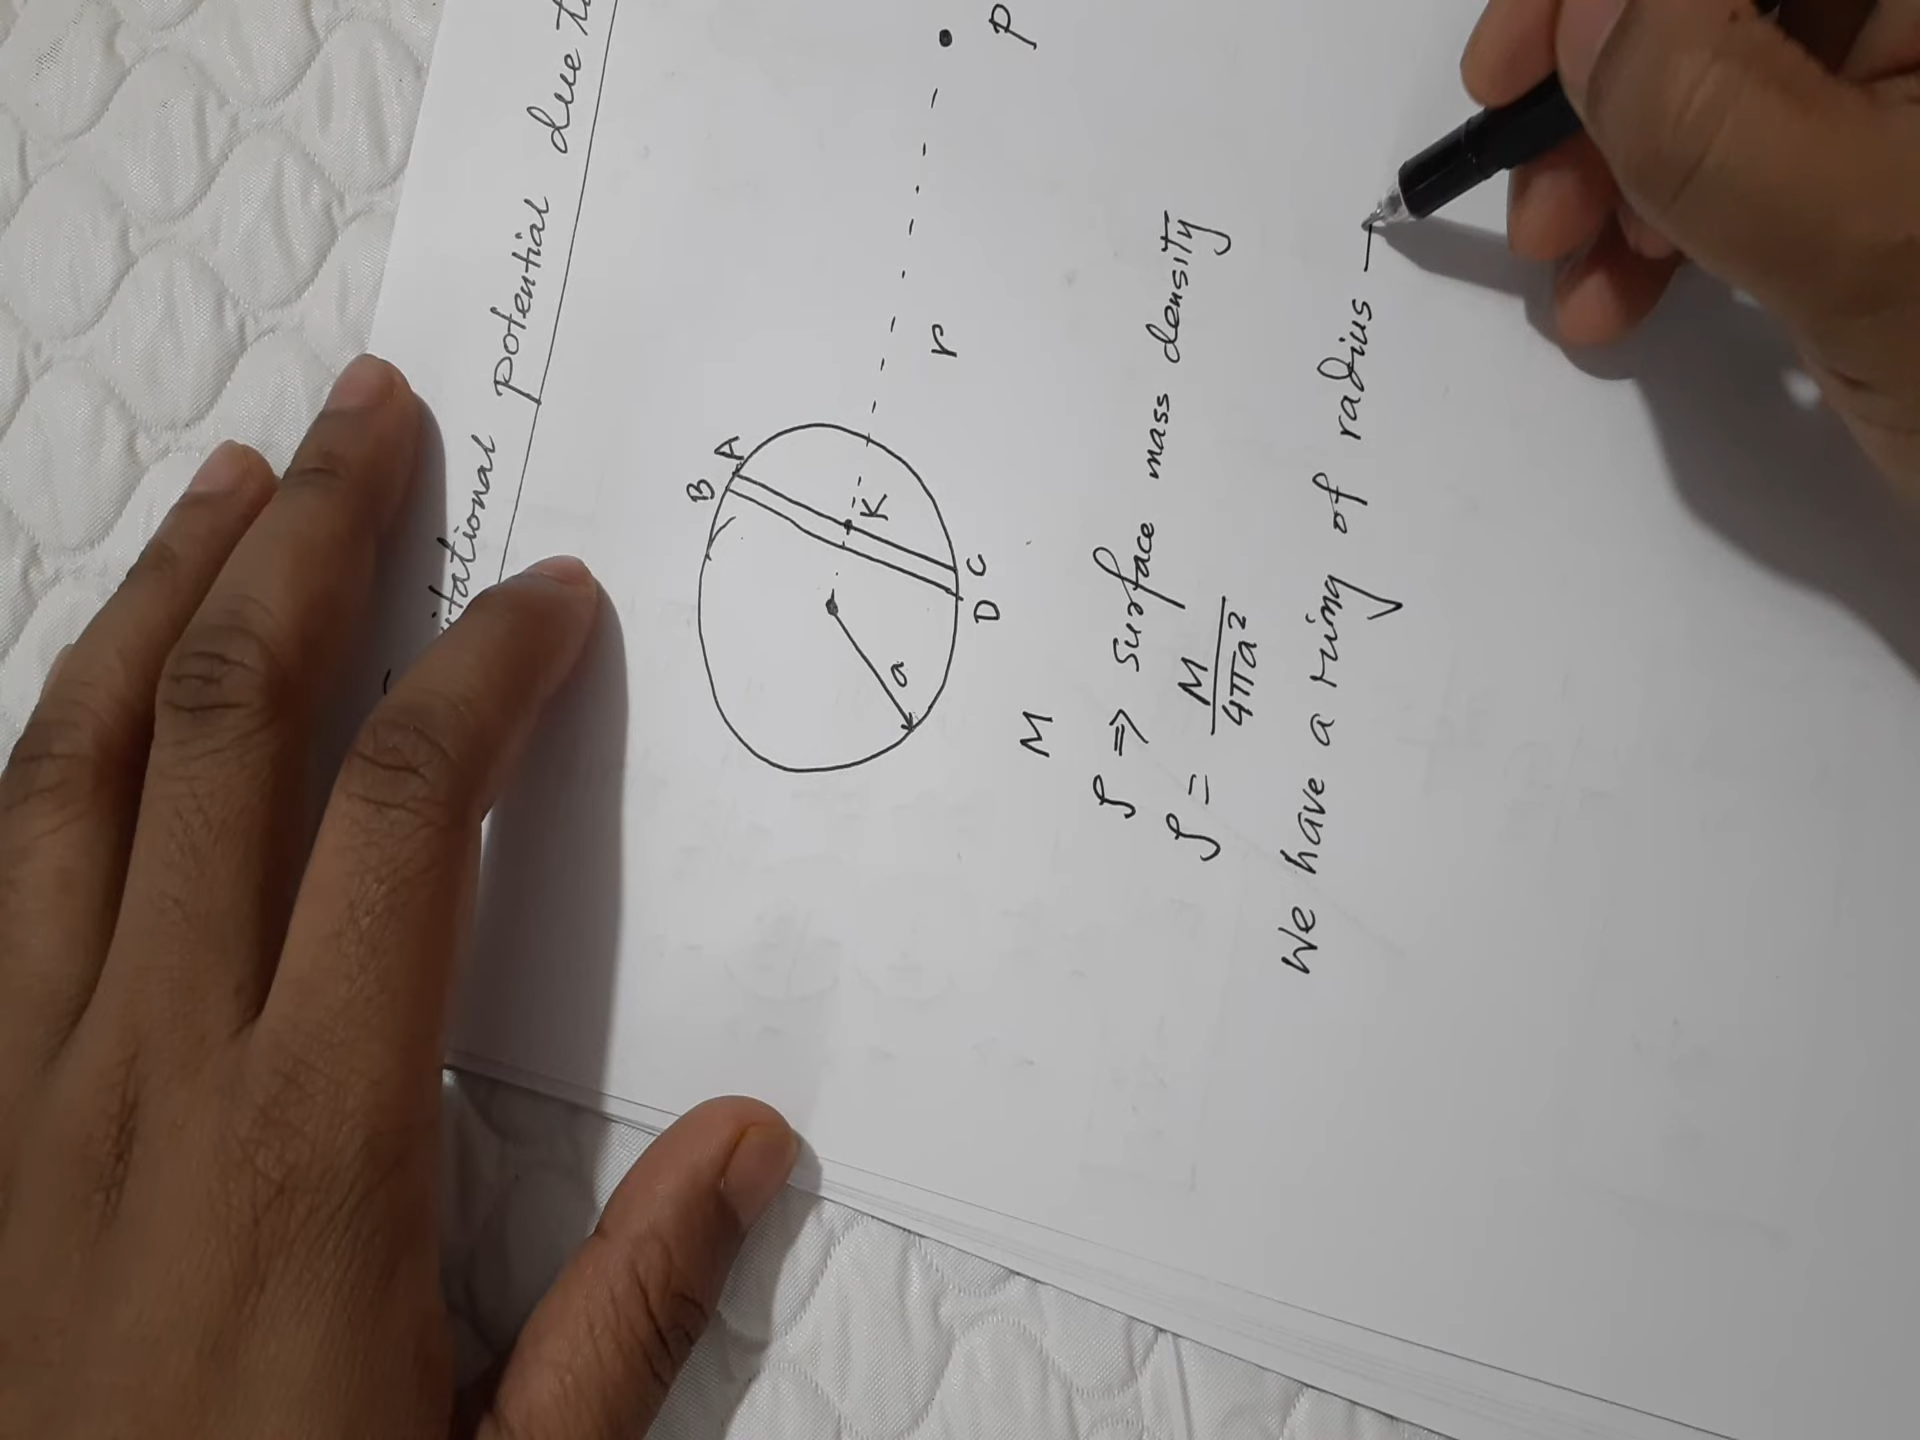 potential due
B A
K
C
D
a
r
P
M
ρ ⇒ surface mass density
ρ = M/4πa²
We have a ring of radius –